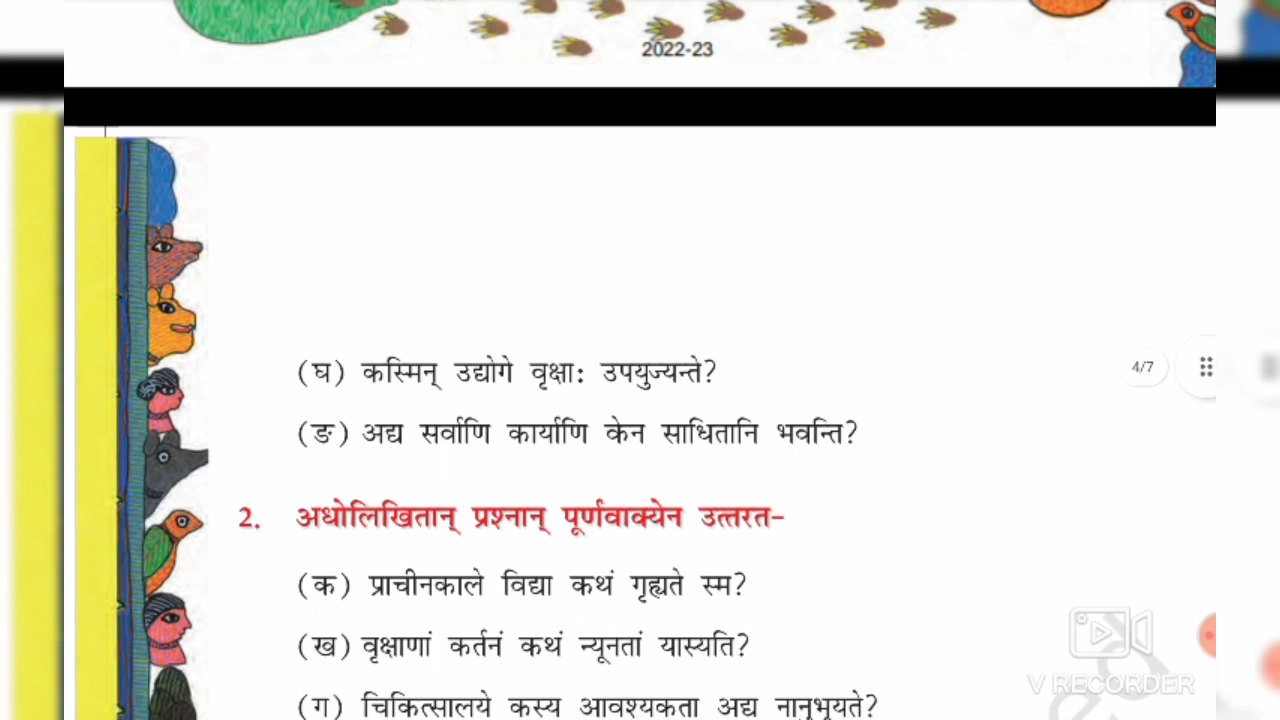 2022-23
4/7
(घ) कस्मिन् उद्योगे वृक्षाः उपयुज्यन्ते?
(ङ) अद्य सर्वाणि कार्याणि केन साधितानि भवन्ति?
2. अधोलिखितान् प्रश्नान् पूर्णवाक्येन उत्तरत-
(क) प्राचीनकाले विद्या कथं गृह्यते स्म?
(ख) वृक्षाणां कर्तनं कथं न्यूनतां यास्यति?
(ग) चिकित्सालये कस्य आवश्यकता अद्य नानुभूयते?
V RECORDER